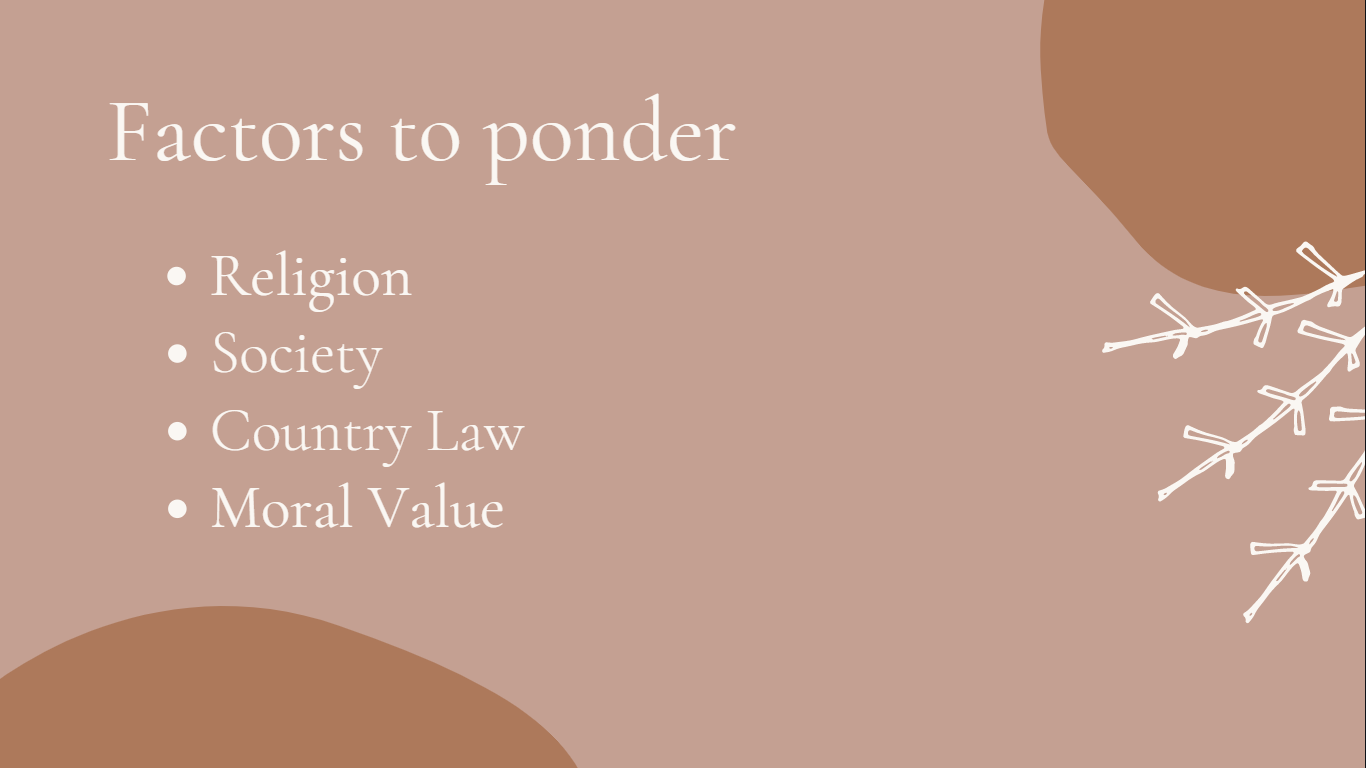 Factors to ponder
• Religion
• Society
• Country Law
• Moral Value